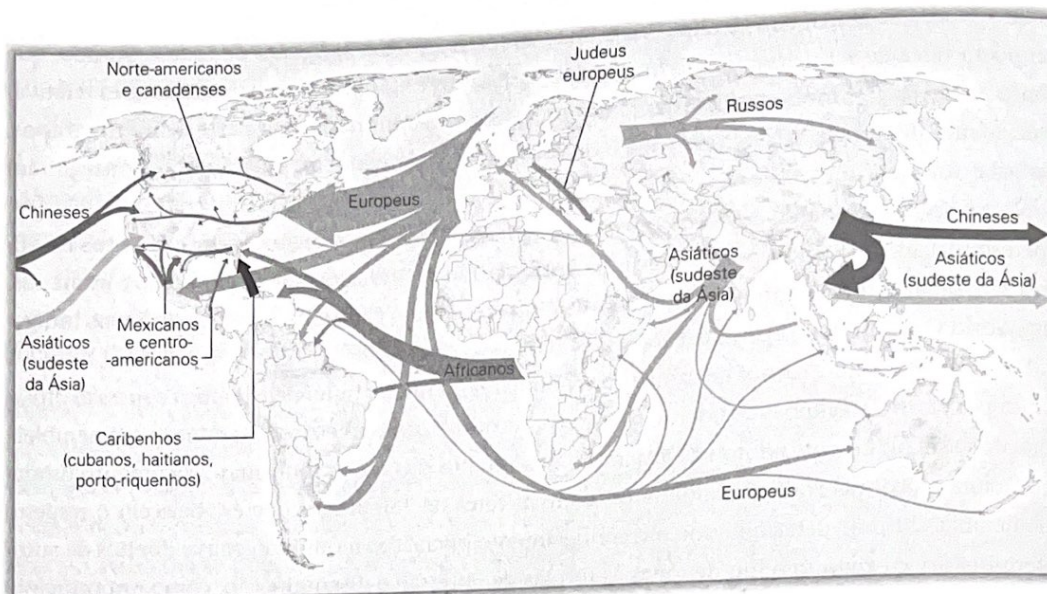 Norte-americanos
e canadenses
Judeus
europeus
Russos
Chineses
Europeus
Chineses
Asiáticos
(sudeste
da Ásia)
Asiáticos
(sudeste da Ásia)
Asiáticos
(sudeste
da Ásia)
Mexicanos
e centro-
-americanos
Africanos
Caribenhos
(cubanos, haitianos,
porto-riquenhos)
Europeus